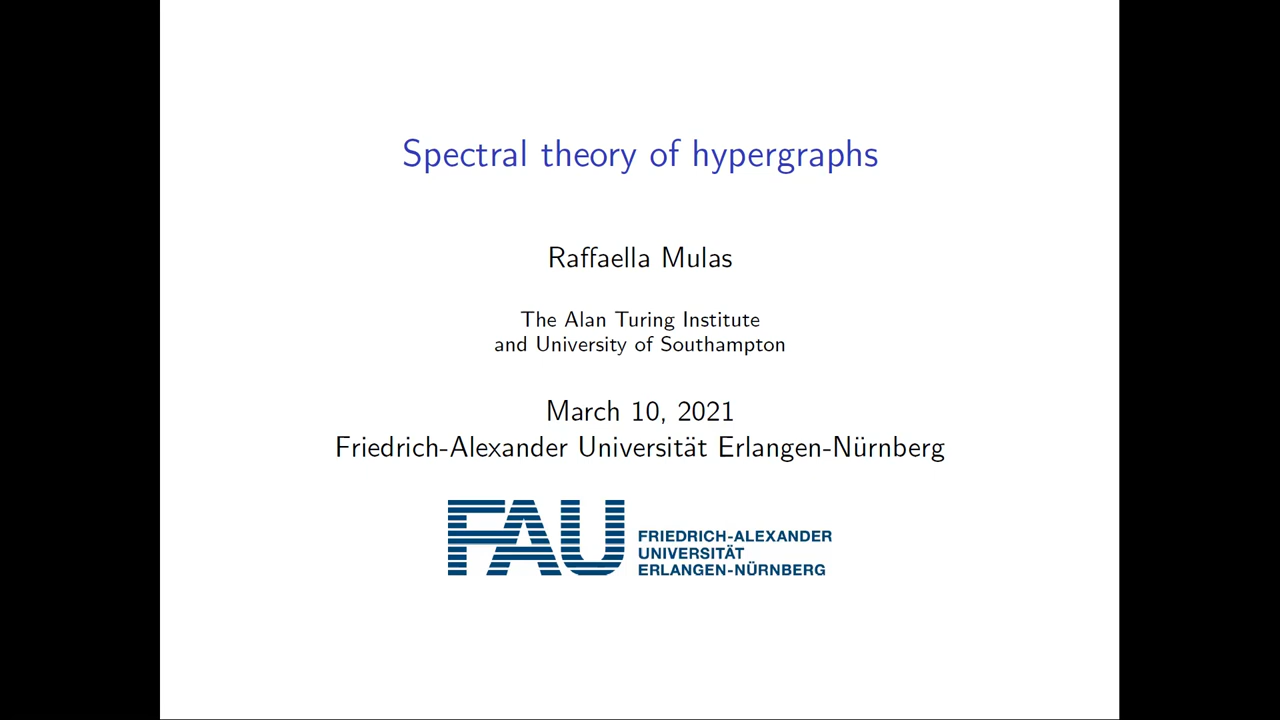 Spectral theory of hypergraphs
Raffaella Mulas
The Alan Turing Institute
and University of Southampton
March 10, 2021
Friedrich-Alexander Universität Erlangen-Nürnberg
FAU
FRIEDRICH-ALEXANDER
UNIVERSITÄT
ERLANGEN-NÜRNBERG